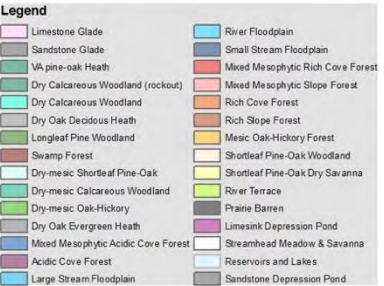 Legend
Limestone Glade
Sandstone Glade
VA pine-oak Heath
Dry Calcareous Woodland (rockout)
Dry Calcareous Woodland
Dry Oak Decidous Heath
Longleaf Pine Woodland
Swamp Forest
Dry-mesic Shortleaf Pine-Oak
Dry-mesic Calcareous Woodland
Dry-mesic Oak-Hickory
Dry Oak Evergreen Heath
Mixed Mesophytic Acidic Cove Forest
Acidic Cove Forest
Large Stream Floodplain
River Floodplain
Small Stream Floodplain
Mixed Mesophytic Rich Cove Forest
Mixed Mesophytic Slope Forest
Rich Cove Forest
Rich Slope Forest
Mesic Oak-Hickory Forest
Shortleaf Pine-Oak Woodland
Shortleaf Pine-Oak Dry Savanna
River Terrace
Prairie Barren
Limesink Depression Pond
Streamhead Meadow & Savanna
Reservoirs and Lakes
Sandstone Depression Pond